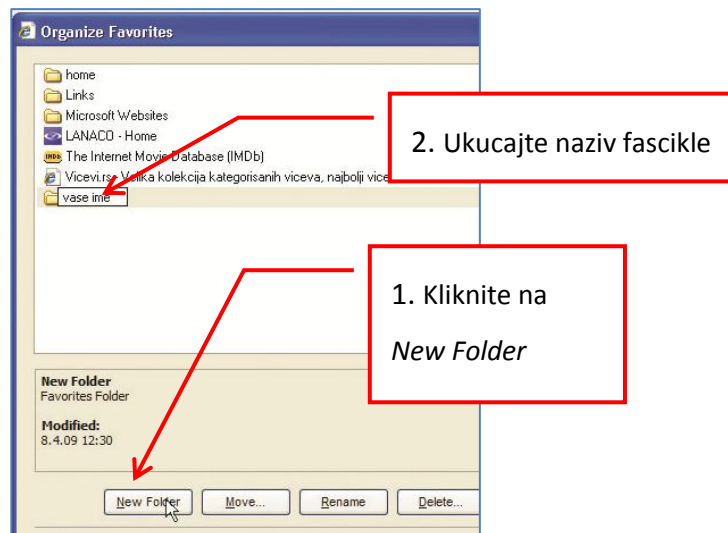 Organize Favorites
home
Links
Microsoft Websites
LANACO - Home
The Internet Movie Database (IMDb)
Vicevi.rs - Velika kolekcija kategorisanih viceva, najbolji vice
vase ime
2. Ukucajte naziv fascikle
1. Kliknite na
New Folder
New Folder
Favorites Folder
Modified:
8.4.09 12:30
New Folder
Move...
Rename
Delete...